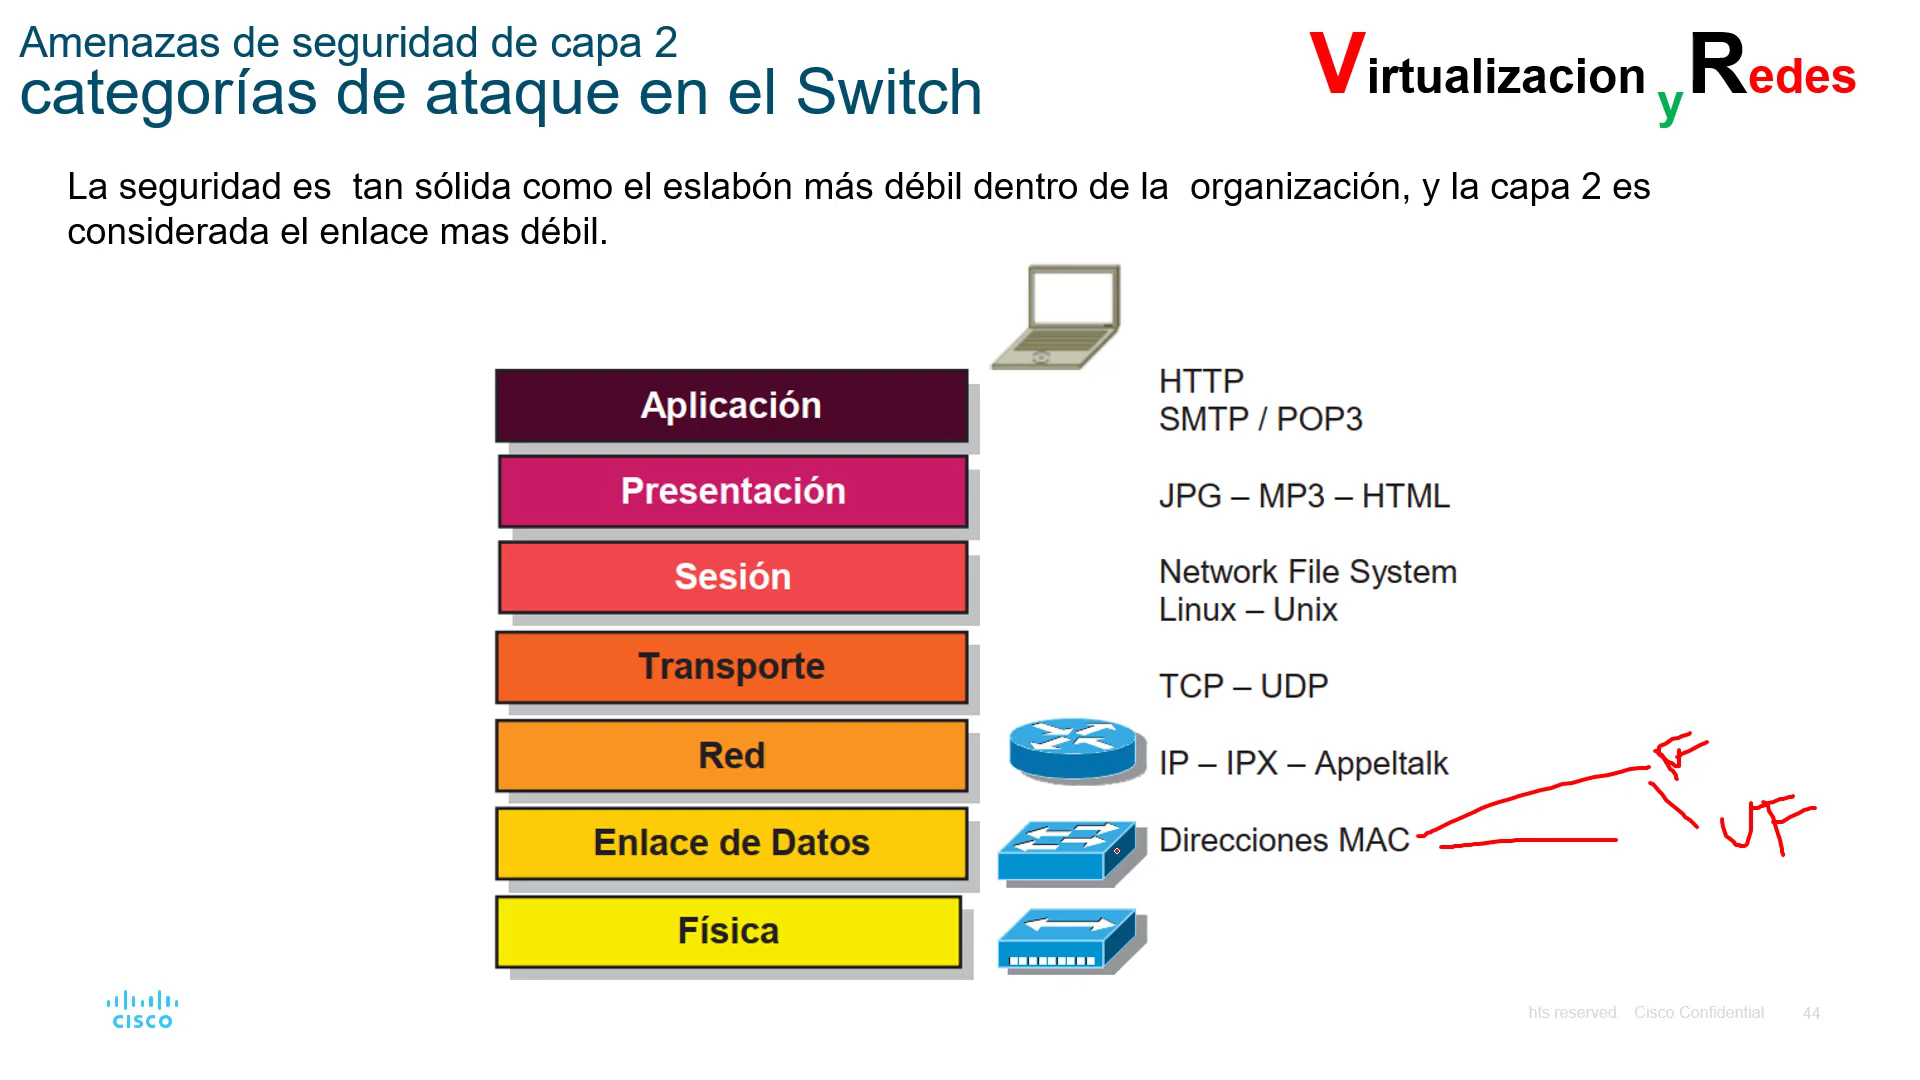 Amenazas de seguridad de capa 2
categorías de ataque en el Switch
Virtualizacion y Redes
La seguridad es  tan sólida como el eslabón más débil dentro de la  organización, y la capa 2 es
considerada el enlace mas débil.
Aplicación
HTTP
SMTP / POP3
Presentación
JPG – MP3 – HTML
Sesión
Network File System
Linux – Unix
Transporte
TCP – UDP
Red
IP – IPX – Appeltalk
Enlace de Datos
Direcciones MAC
Física
CISCO
hts reserved.   Cisco Confidential
44